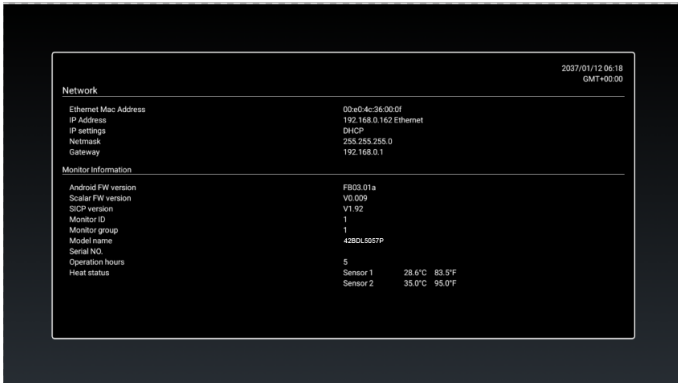 2037/01/12 06:18
GMT+00:00
Network
Ethernet Mac Address 00:e0:4c:36:00:0f
IP Address 192.168.0.162 Ethernet
IP settings DHCP
Netmask 255.255.255.0
Gateway 192.168.0.1
Monitor Information
Android FW version FB03.01a
Scalar FW version V0.009
SICP version V1.92
Monitor ID 1
Monitor group 1
Model name 42BDL5057P
Serial NO.
Operation hours 5
Heat status Sensor 1 28.6°C 83.5°F
Sensor 2 35.0°C 95.0°F